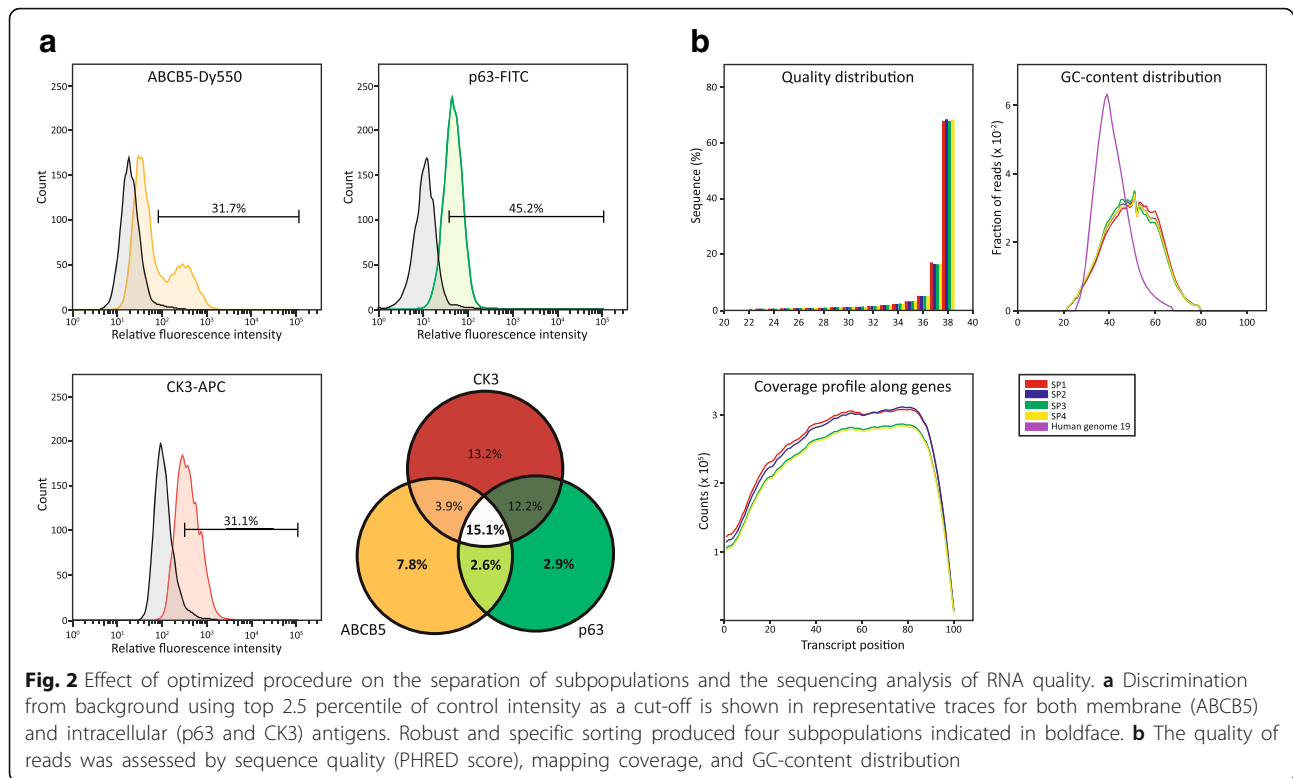 a
ABCB5-Dy550
250
200
150
100
50
0
Count
31.7%
10⁰ 10¹ 10² 10³ 10⁴ 10⁵
Relative fluorescence intensity
p63-FITC
250
200
150
100
50
0
Count
45.2%
10⁰ 10¹ 10² 10³ 10⁴ 10⁵
Relative fluorescence intensity
CK3-APC
250
200
150
100
50
0
Count
31.1%
10⁰ 10¹ 10² 10³ 10⁴ 10⁵
Relative fluorescence intensity
CK3
13.2%
3.9%
12.2%
15.1%
7.8%
2.6%
2.9%
ABCB5
p63
b
Quality distribution
80
60
40
20
0
Sequence (%)
20 22 24 26 28 30 32 34 36 38 40
GC-content distribution
6
4
2
0
Fraction of reads (x 10⁻²)
0 20 40 60 80 100
Coverage profile along genes
3
2
1
Counts (x 10⁵)
0 20 40 60 80 100
Transcript position
SP1
SP2
SP3
SP4
Human genome 19
Fig. 2 Effect of optimized procedure on the separation of subpopulations and the sequencing analysis of RNA quality. a Discrimination
from background using top 2.5 percentile of control intensity as a cut-off is shown in representative traces for both membrane (ABCB5)
and intracellular (p63 and CK3) antigens. Robust and specific sorting produced four subpopulations indicated in boldface. b The quality of
reads was assessed by sequence quality (PHRED score), mapping coverage, and GC-content distribution